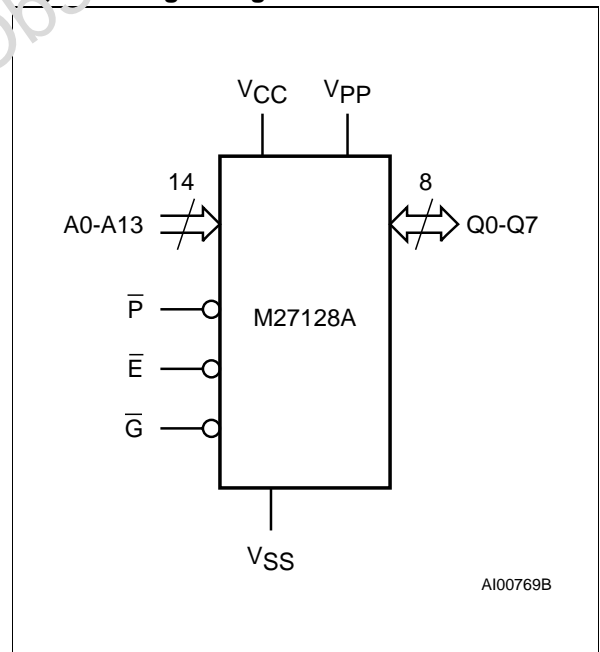 VCC VPP
14 8
A0-A13 Q0-Q7
P̅ M27128A
E̅
G̅
VSS
AI00769B